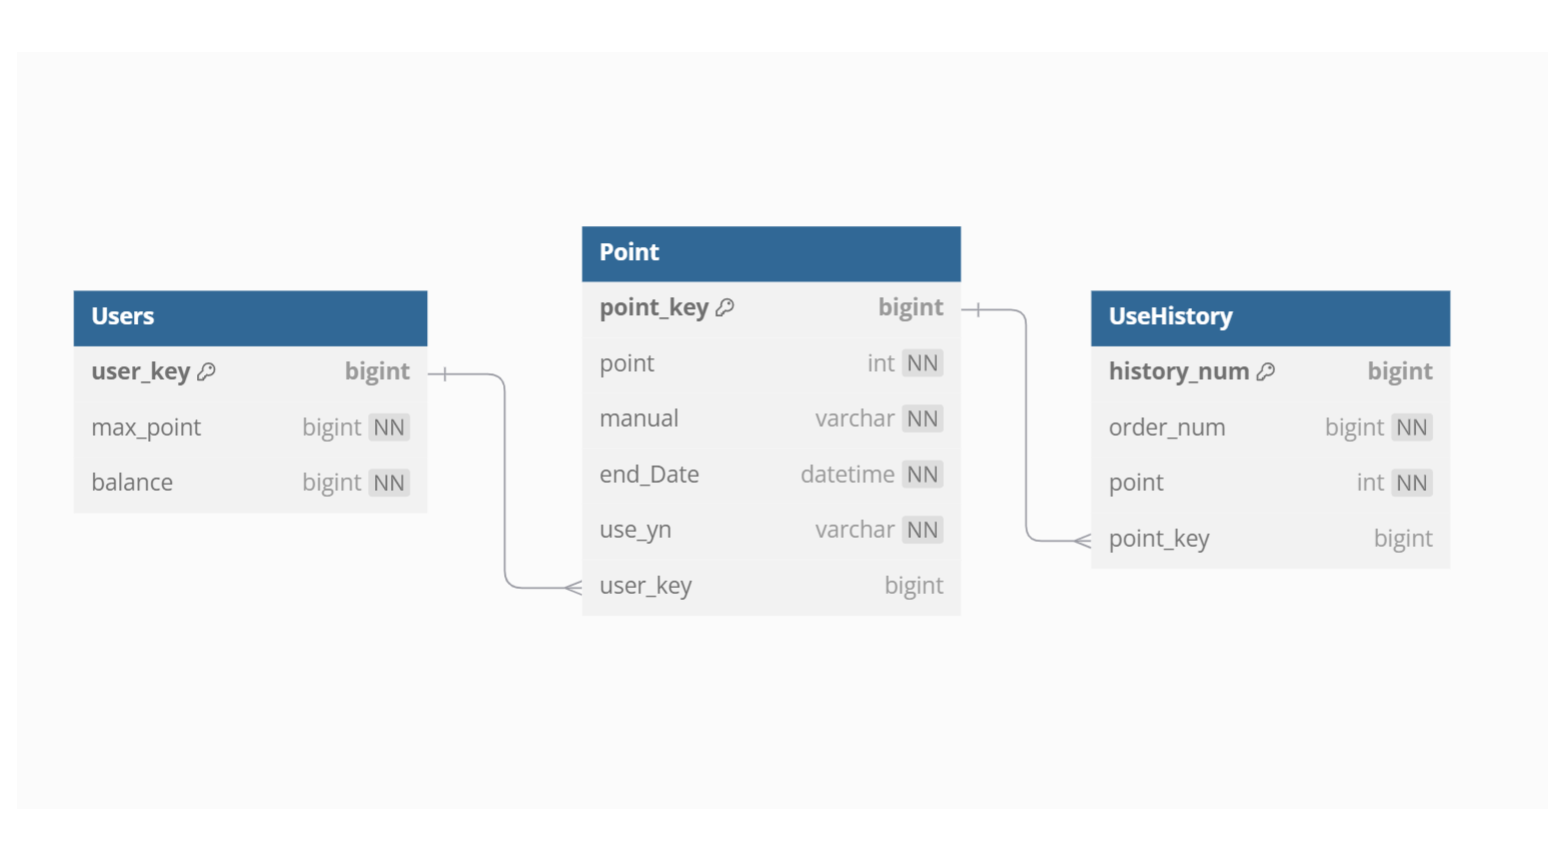 Users
user_key bigint
max_point bigint NN
balance bigint NN
Point
point_key bigint
point int NN
manual varchar NN
end_Date datetime NN
use_yn varchar NN
user_key bigint
UseHistory
history_num bigint
order_num bigint NN
point int NN
point_key bigint